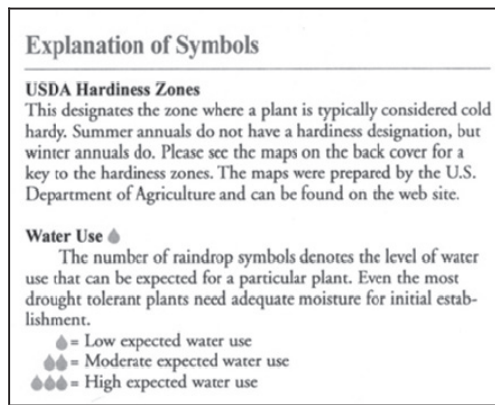 Explanation of Symbols
USDA Hardiness Zones
This designates the zone where a plant is typically considered cold
hardy. Summer annuals do not have a hardiness designation, but
winter annuals do. Please see the maps on the back cover for a
key to the hardiness zones. The maps were prepared by the U.S.
Department of Agriculture and can be found on the web site.
Water Use
The number of raindrop symbols denotes the level of water
use that can be expected for a particular plant. Even the most
drought tolerant plants need adequate moisture for initial estab-
lishment.
= Low expected water use
= Moderate expected water use
= High expected water use